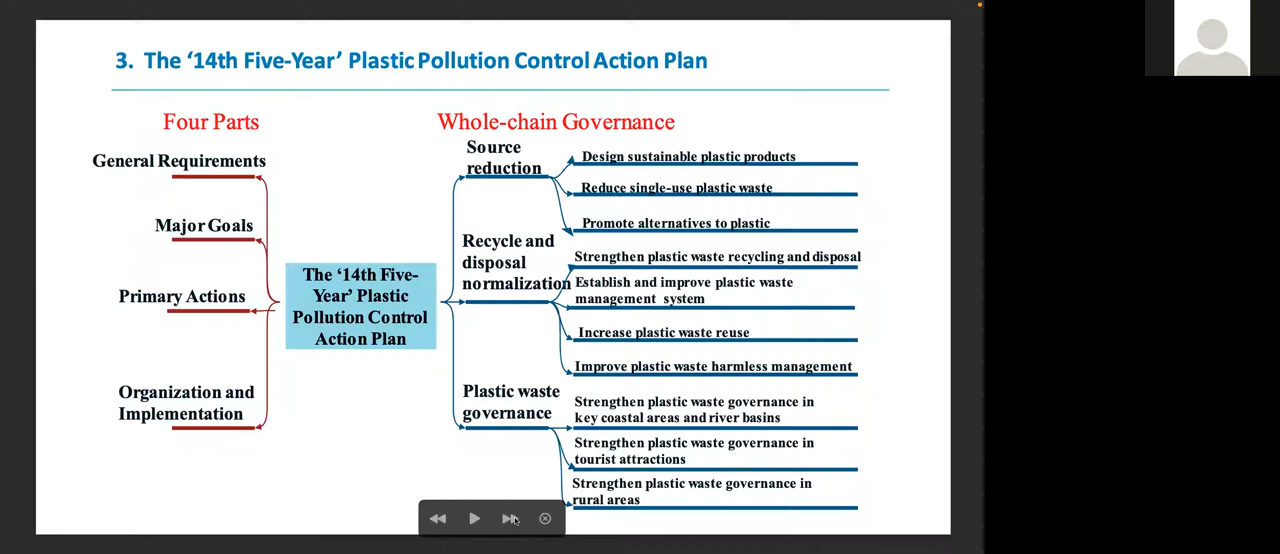 3. The ‘14th Five-Year’ Plastic Pollution Control Action Plan
Four Parts
General Requirements
Major Goals
Primary Actions
Organization and
Implementation
The ‘14th Five-
Year’ Plastic
Pollution Control
Action Plan
Whole-chain Governance
Source
reduction
Design sustainable plastic products
Reduce single-use plastic waste
Promote alternatives to plastic
Recycle and
disposal
normalization
Strengthen plastic waste recycling and disposal
Establish and improve plastic waste
management system
Increase plastic waste reuse
Improve plastic waste harmless management
Plastic waste
governance
Strengthen plastic waste governance in
key coastal areas and river basins
Strengthen plastic waste governance in
tourist attractions
Strengthen plastic waste governance in
rural areas